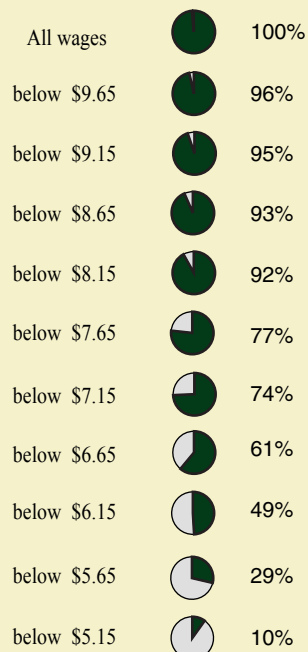 All wages 100%
below $9.65 96%
below $9.15 95%
below $8.65 93%
below $8.15 92%
below $7.65 77%
below $7.15 74%
below $6.65 61%
below $6.15 49%
below $5.65 29%
below $5.15 10%